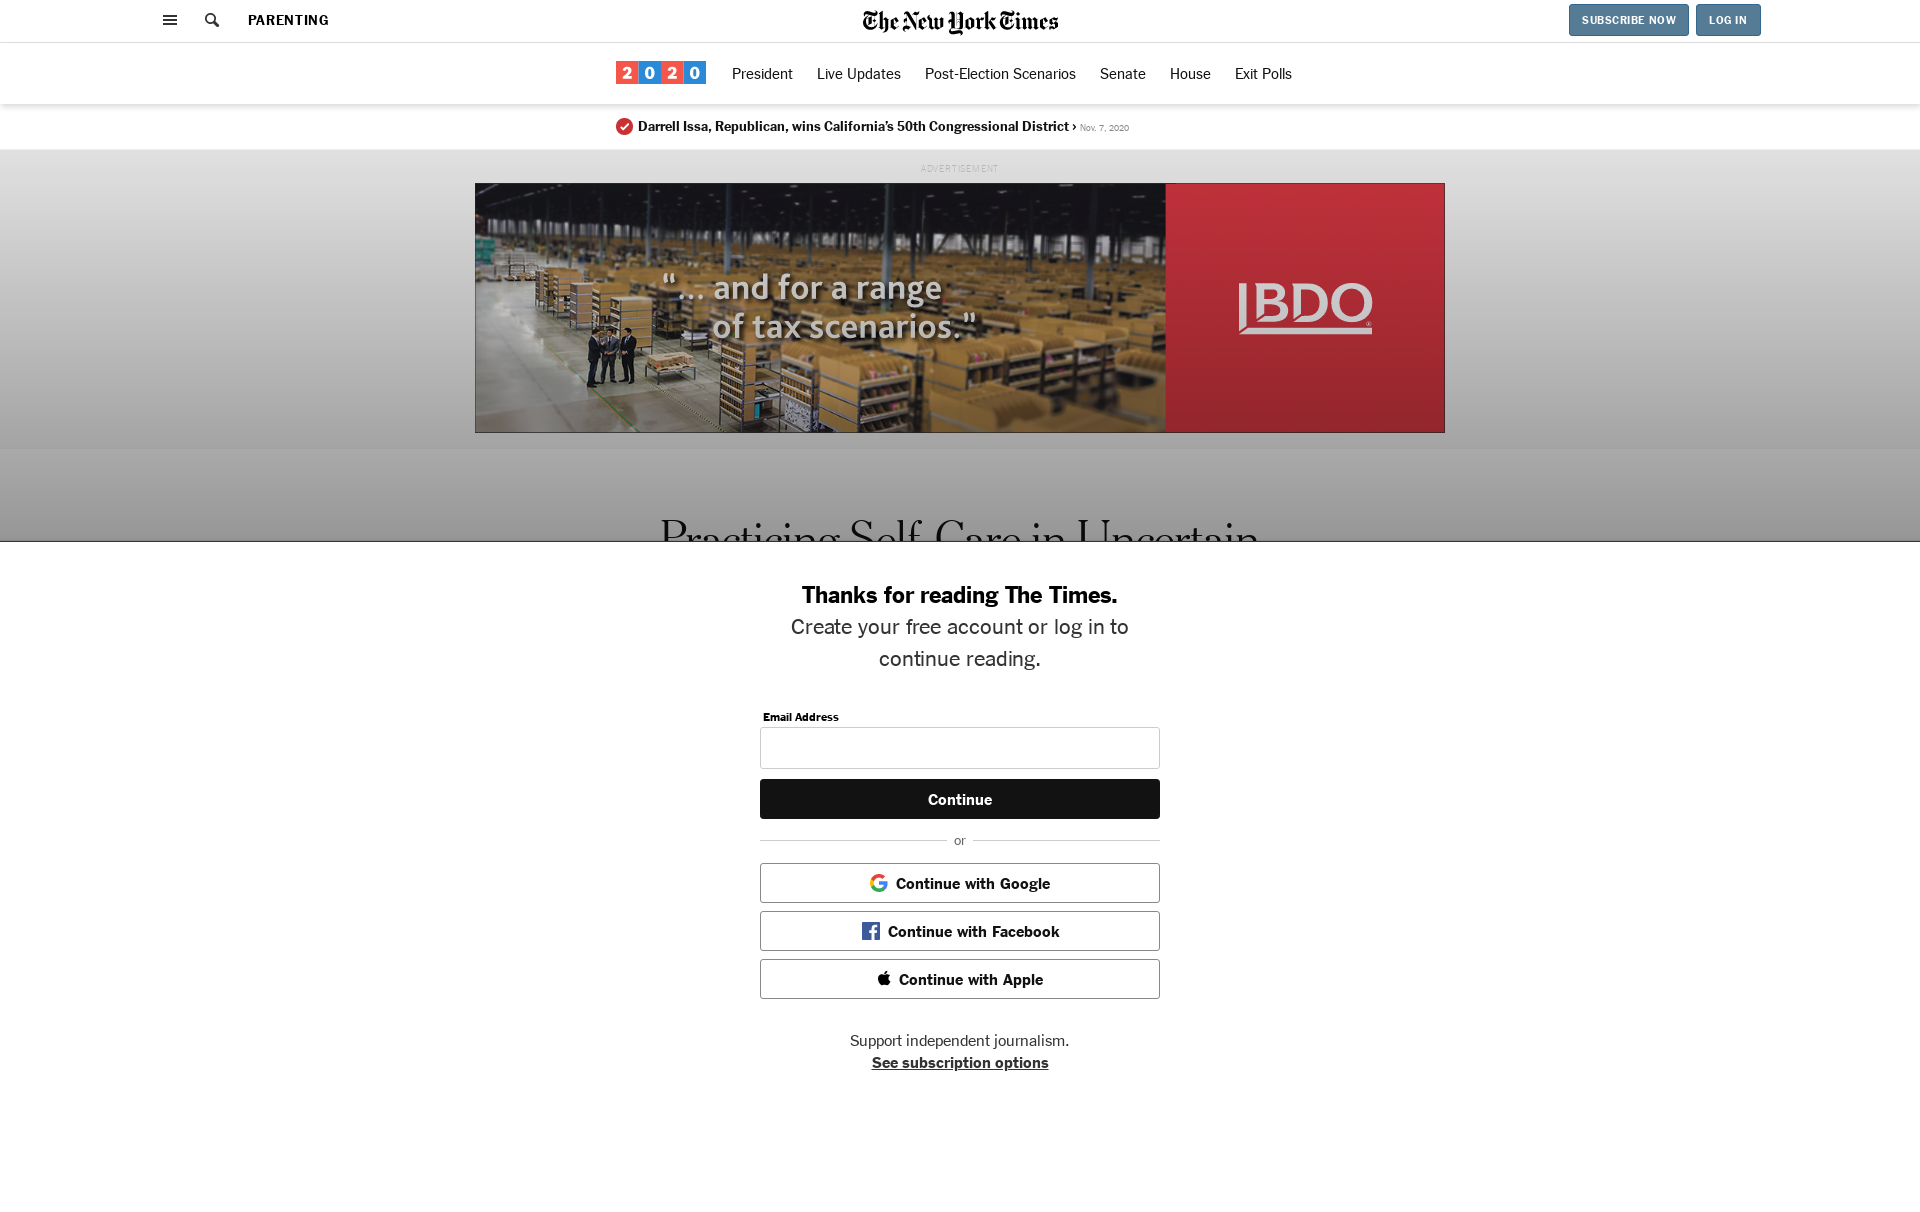 PARENTING
The New York Times
SUBSCRIBE NOW
LOG IN
2020
President
Live Updates
Post-Election Scenarios
Senate
House
Exit Polls
Darrell Issa, Republican, wins California’s 50th Congressional District › Nov. 7, 2020
ADVERTISEMENT
“... and for a range
of tax scenarios.”
BDO
Practicing Self-Care in Uncertain
Thanks for reading The Times.
Create your free account or log in to
continue reading.
Email Address
Continue
or
Continue with Google
Continue with Facebook
Continue with Apple
Support independent journalism.
See subscription options